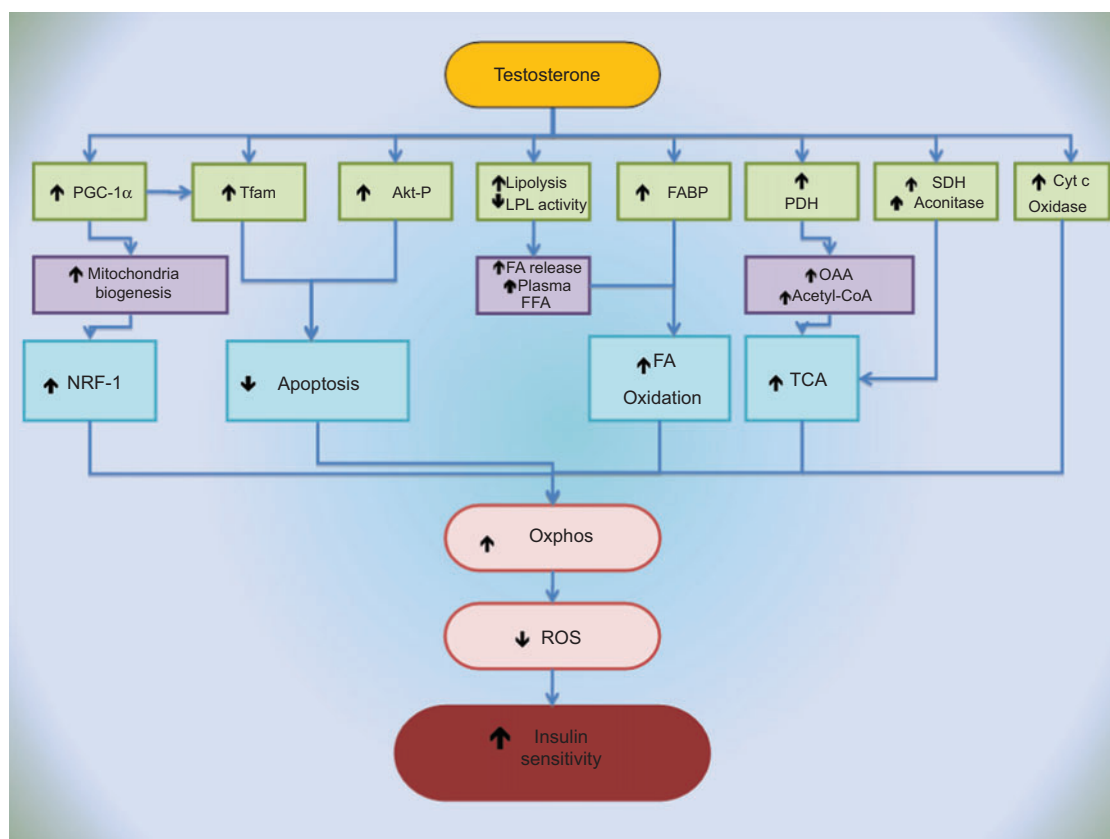 Testosterone
PGC-1α
Tfam
Akt-P
Lipolysis
LPL activity
FABP
PDH
SDH
Aconitase
Cyt c
Oxidase
Mitochondria
biogenesis
FA release
Plasma
FFA
OAA
Acetyl-CoA
NRF-1
Apoptosis
FA
Oxidation
TCA
Oxphos
ROS
Insulin
sensitivity